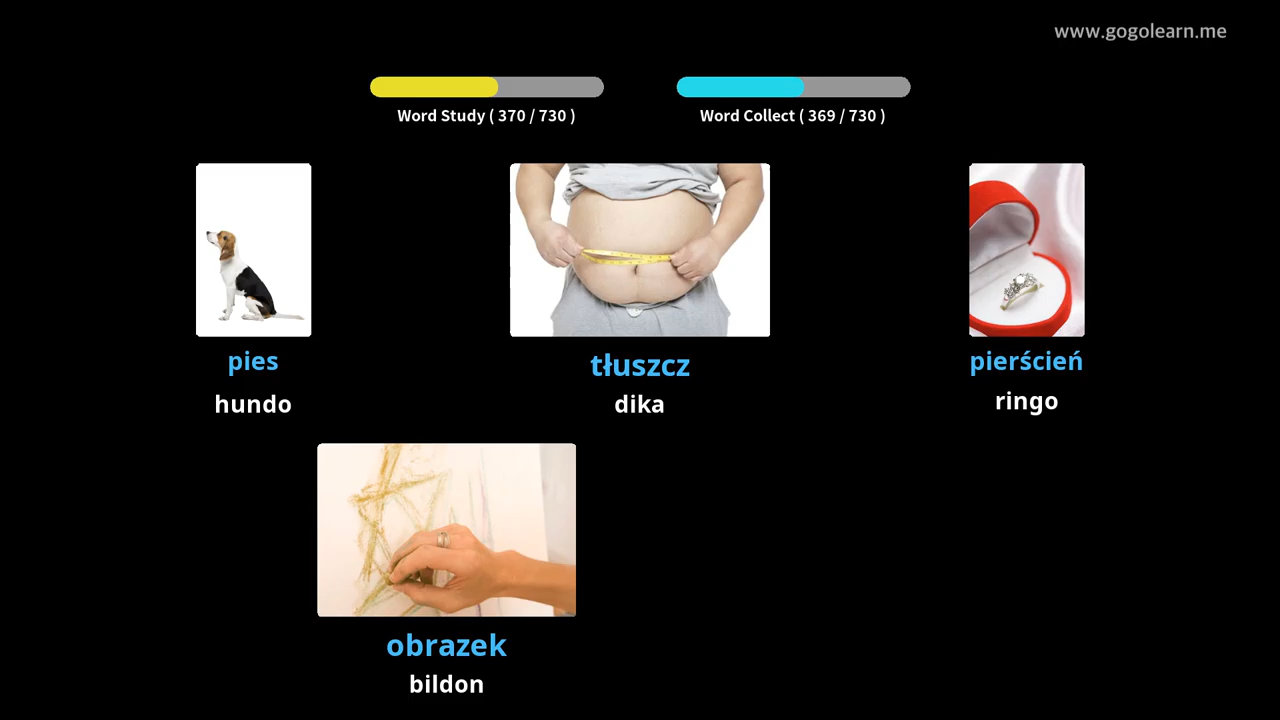 www.gogolearn.me
Word Study ( 370 / 730 )
Word Collect ( 369 / 730 )
pies
hundo
tłuszcz
dika
pierścień
ringo
obrazek
bildon